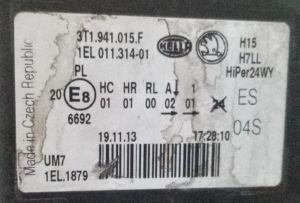 Made in Czech Republic
3T1.941.015.F
1EL 011.314-01
PL
HELLA
H15
H7LL
HiPer24WY
20 E8 HC HR RL A 1
01 01 00 02 01
6692
ES
04S
19.11.13 17:28:10
UM7
1EL.1879